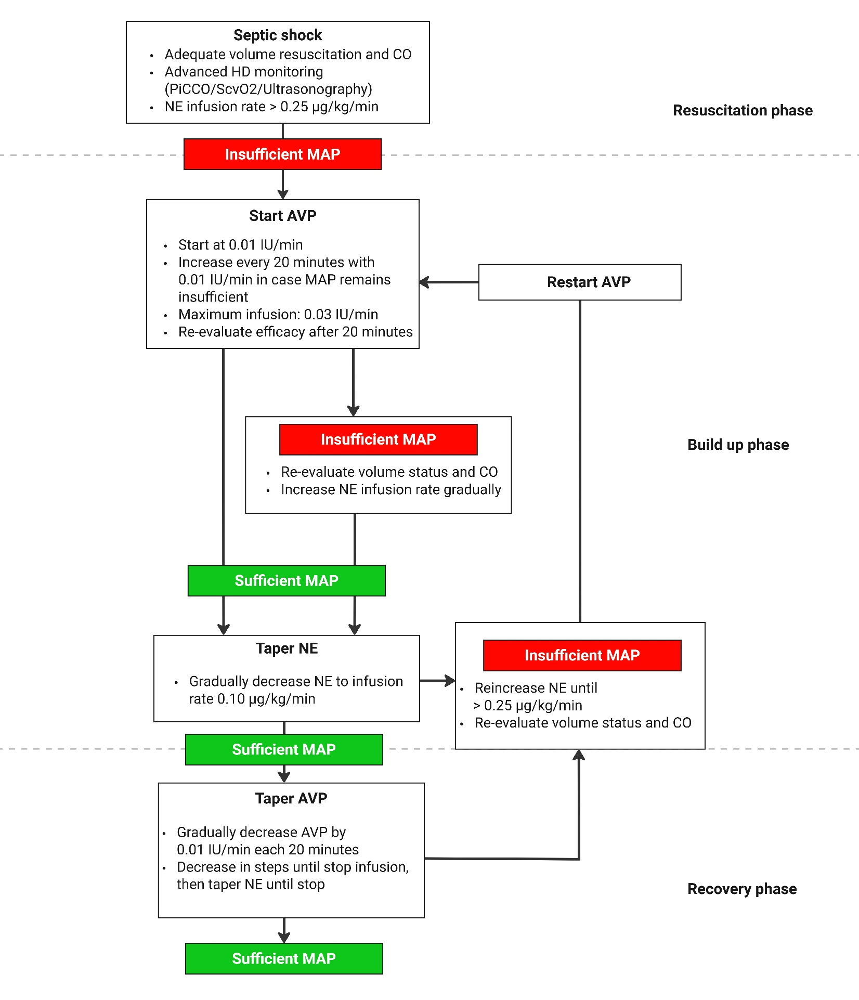 Septic shock
• Adequate volume resuscitation and CO
• Advanced HD monitoring
(PiCCO/ScvO2/Ultrasonography)
• NE infusion rate > 0.25 µg/kg/min
Resuscitation phase
Insufficient MAP
Start AVP
• Start at 0.01 IU/min
• Increase every 20 minutes with
0.01 IU/min in case MAP remains
insufficient
• Maximum infusion: 0.03 IU/min
• Re-evaluate efficacy after 20 minutes
Restart AVP
Insufficient MAP
• Re-evaluate volume status and CO
• Increase NE infusion rate gradually
Build up phase
Sufficient MAP
Taper NE
• Gradually decrease NE to infusion
rate 0.10 µg/kg/min
Insufficient MAP
• Reincrease NE until
> 0.25 µg/kg/min
• Re-evaluate volume status and CO
Sufficient MAP
Taper AVP
• Gradually decrease AVP by
0.01 IU/min each 20 minutes
• Decrease in steps until stop infusion,
then taper NE until stop
Recovery phase
Sufficient MAP